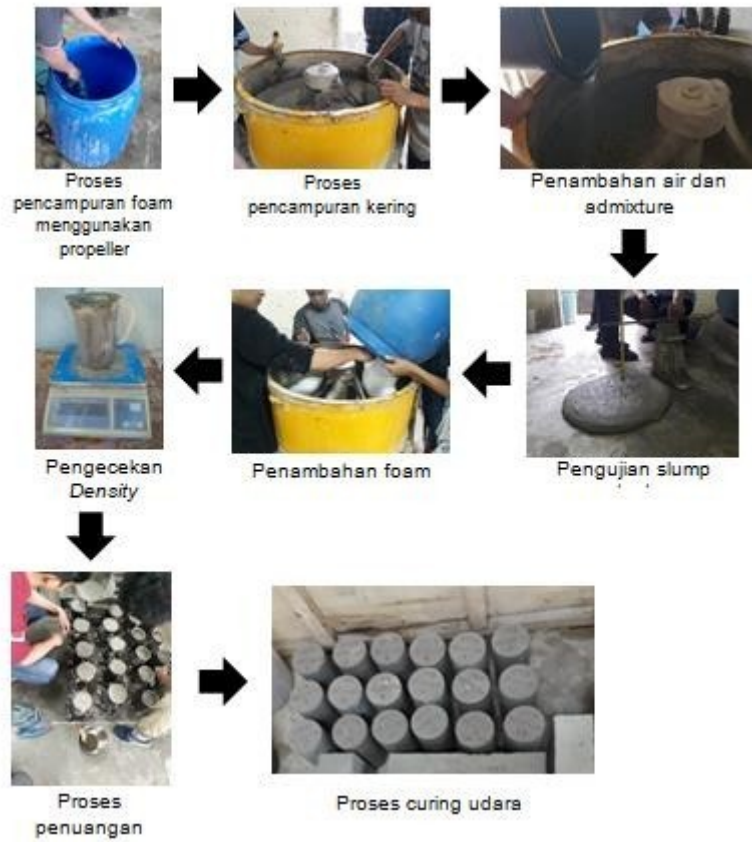 Proses
pencampuran foam
menggunakan
propeller
Proses
pencampuran kering
Penambahan air dan
admixture
Pengecekan
Density
Penambahan foam
Pengujian slump
Proses
penuangan
Proses curing udara